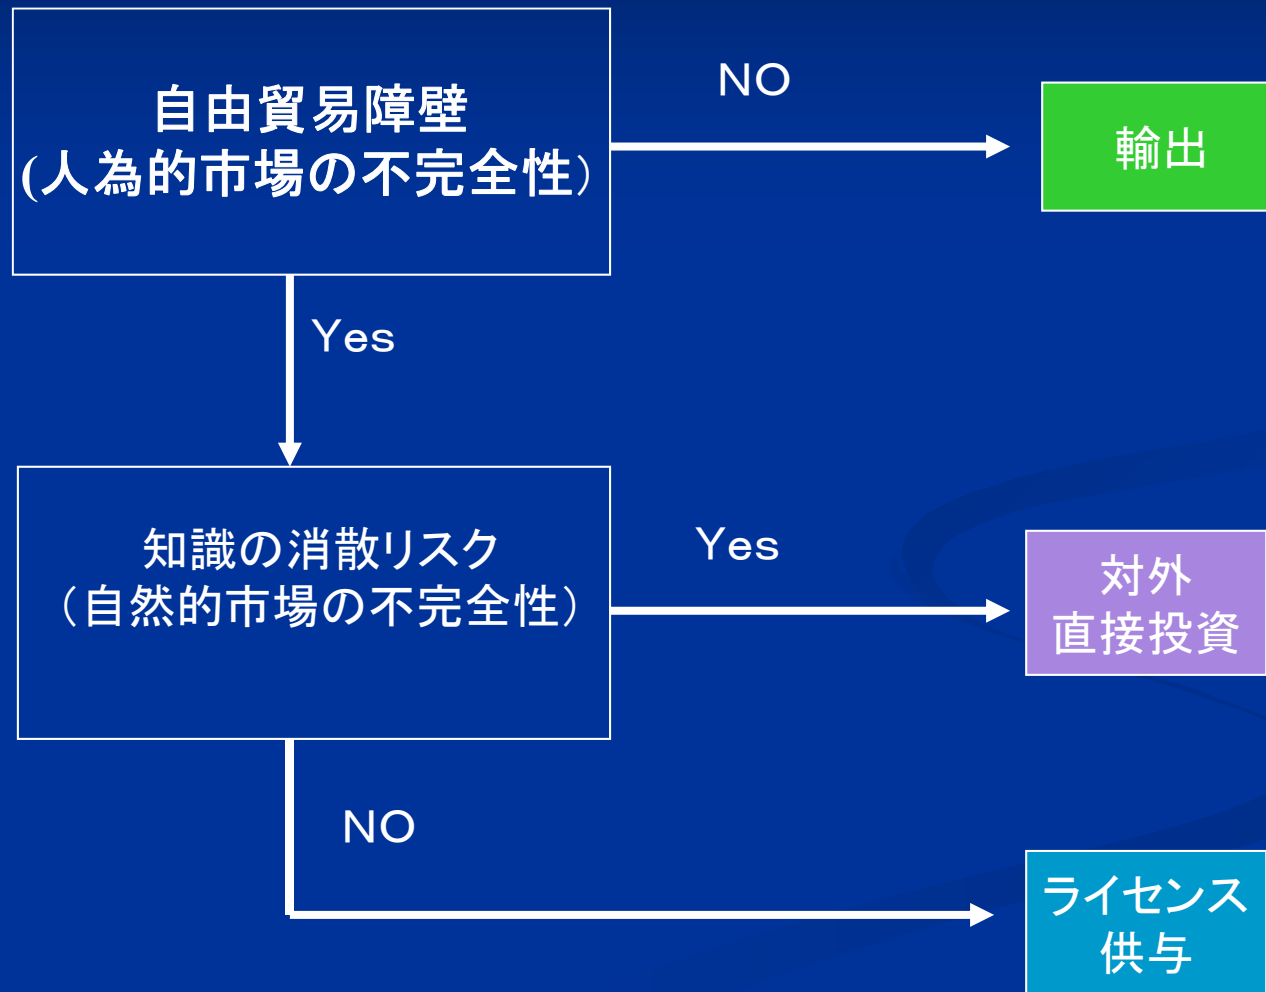 自由貿易障壁
(人為的市場の不完全性）
NO
輸出
Yes
知識の消散リスク
（自然的市場の不完全性）
Yes
対外
直接投資
NO
ライセンス
供与